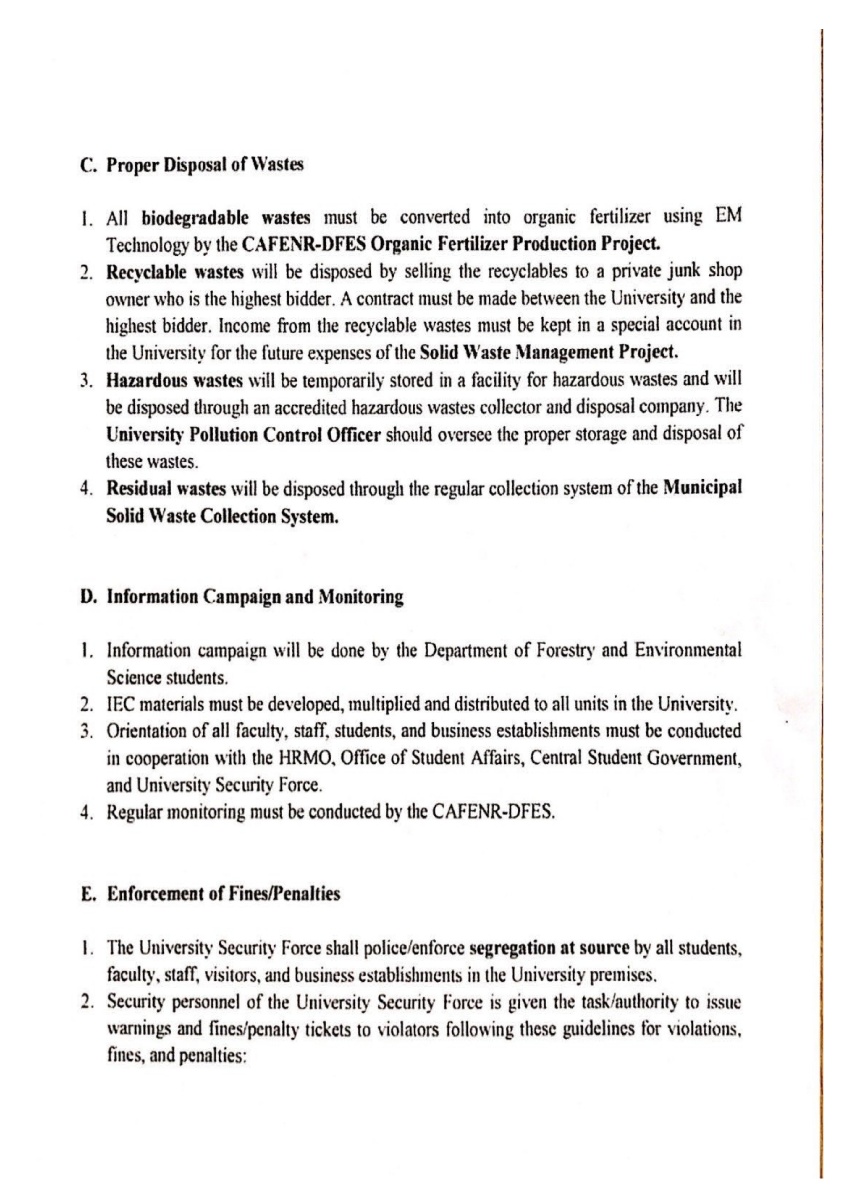 C. Proper Disposal of Wastes
1. All biodegradable wastes must be converted into organic fertilizer using EM
Technology by the CAFENR-DFES Organic Fertilizer Production Project.
2. Recyclable wastes will be disposed by selling the recyclables to a private junk shop
owner who is the highest bidder. A contract must be made between the University and the
highest bidder. Income from the recyclable wastes must be kept in a special account in
the University for the future expenses of the Solid Waste Management Project.
3. Hazardous wastes will be temporarily stored in a facility for hazardous wastes and will
be disposed through an accredited hazardous wastes collector and disposal company. The
University Pollution Control Officer should oversee the proper storage and disposal of
these wastes.
4. Residual wastes will be disposed through the regular collection system of the Municipal
Solid Waste Collection System.
D. Information Campaign and Monitoring
1. Information campaign will be done by the Department of Forestry and Environmental
Science students.
2. IEC materials must be developed, multiplied and distributed to all units in the University.
3. Orientation of all faculty, staff, students, and business establishments must be conducted
in cooperation with the HRMO, Office of Student Affairs, Central Student Government,
and University Security Force.
4. Regular monitoring must be conducted by the CAFENR-DFES.
E. Enforcement of Fines/Penalties
1. The University Security Force shall police/enforce segregation at source by all students,
faculty, staff, visitors, and business establishments in the University premises.
2. Security personnel of the University Security Force is given the task/authority to issue
warnings and fines/penalty tickets to violators following these guidelines for violations,
fines, and penalties: